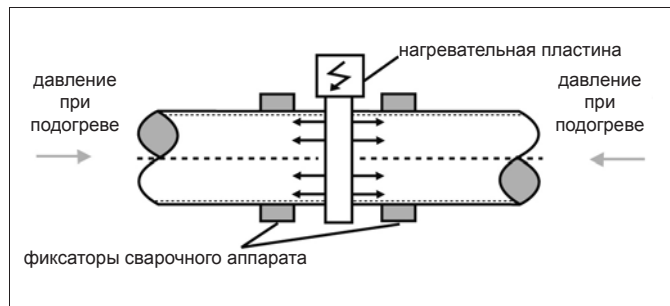 нагревательная пластина
давление
при
подогреве
давление
при
подогреве
фиксаторы сварочного аппарата